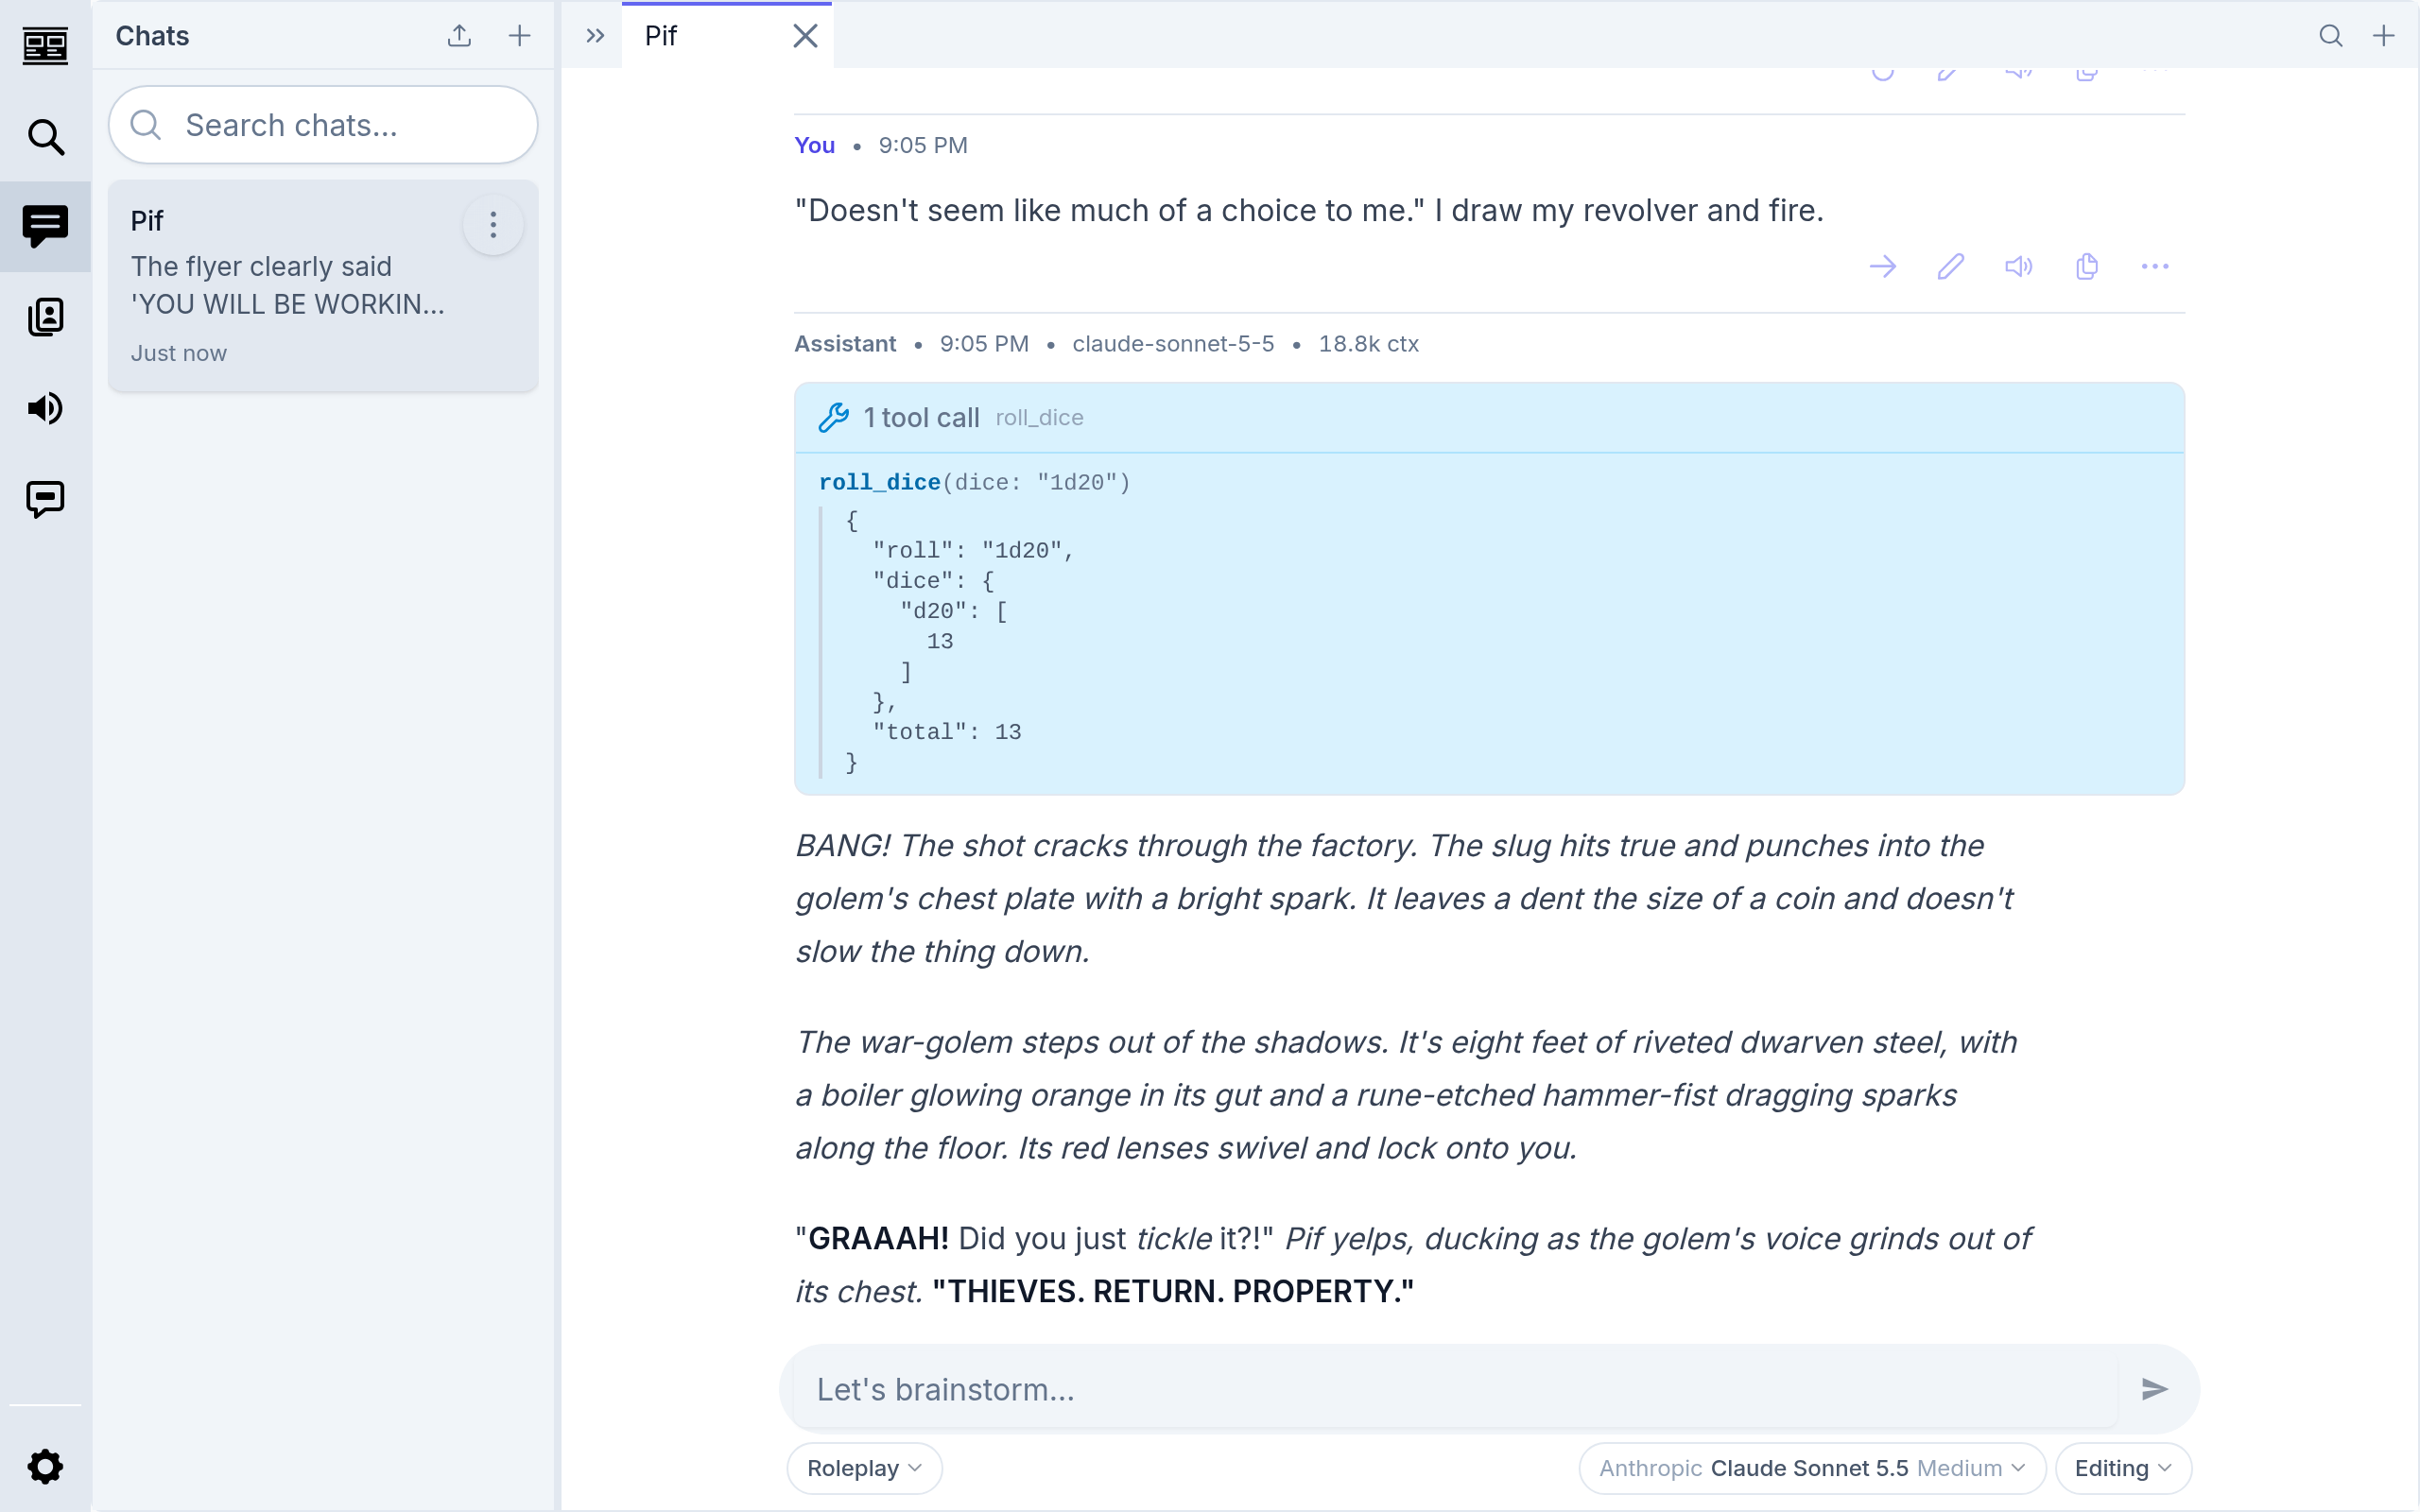 Chats
Pif
Search chats...
Pif
The flyer clearly said
'YOU WILL BE WORKIN...
Just now
You • 9:05 PM
"Doesn't seem like much of a choice to me." I draw my revolver and fire.
Assistant • 9:05 PM • claude-sonnet-5-5 • 18.8k ctx
1 tool call roll_dice
roll_dice(dice: "1d20")
{
"roll": "1d20",
"dice": {
"d20": [
13
]
},
"total": 13
}
BANG! The shot cracks through the factory. The slug hits true and punches into the
golem's chest plate with a bright spark. It leaves a dent the size of a coin and doesn't
slow the thing down.
The war-golem steps out of the shadows. It's eight feet of riveted dwarven steel, with
a boiler glowing orange in its gut and a rune-etched hammer-fist dragging sparks
along the floor. Its red lenses swivel and lock onto you.
"GRAAAH! Did you just tickle it?!" Pif yelps, ducking as the golem's voice grinds out of
its chest. "THIEVES. RETURN. PROPERTY."
Let's brainstorm...
Roleplay
Anthropic Claude Sonnet 5.5 Medium
Editing